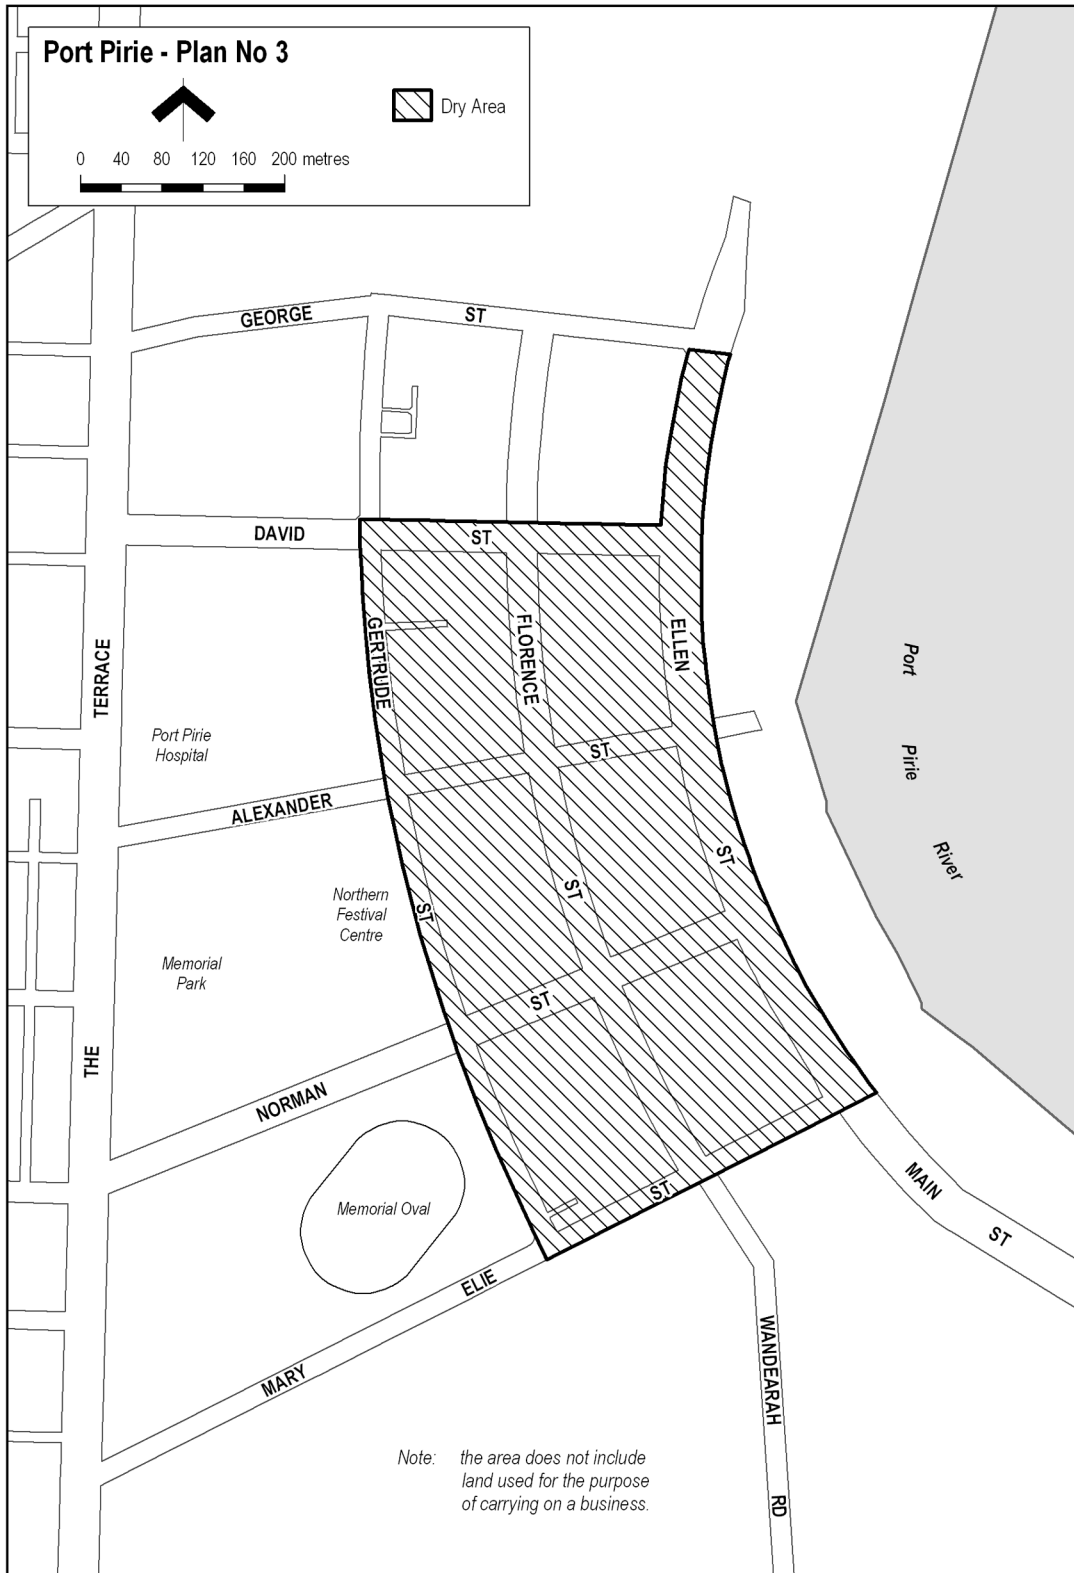 Port Pirie - Plan No 3
Dry Area
0 40 80 120 160 200 metres
GEORGE ST
DAVID ST
GERTRUDE ST
FLORENCE ST
ELLEN ST
THE TERRACE
Port Pirie
Hospital
ALEXANDER ST
Port Pirie River
Northern
Festival
Centre
Memorial
Park
NORMAN ST
Memorial Oval
MARY ELIE ST
MAIN ST
WANDEARAH RD
Note: the area does not include
land used for the purpose
of carrying on a business.